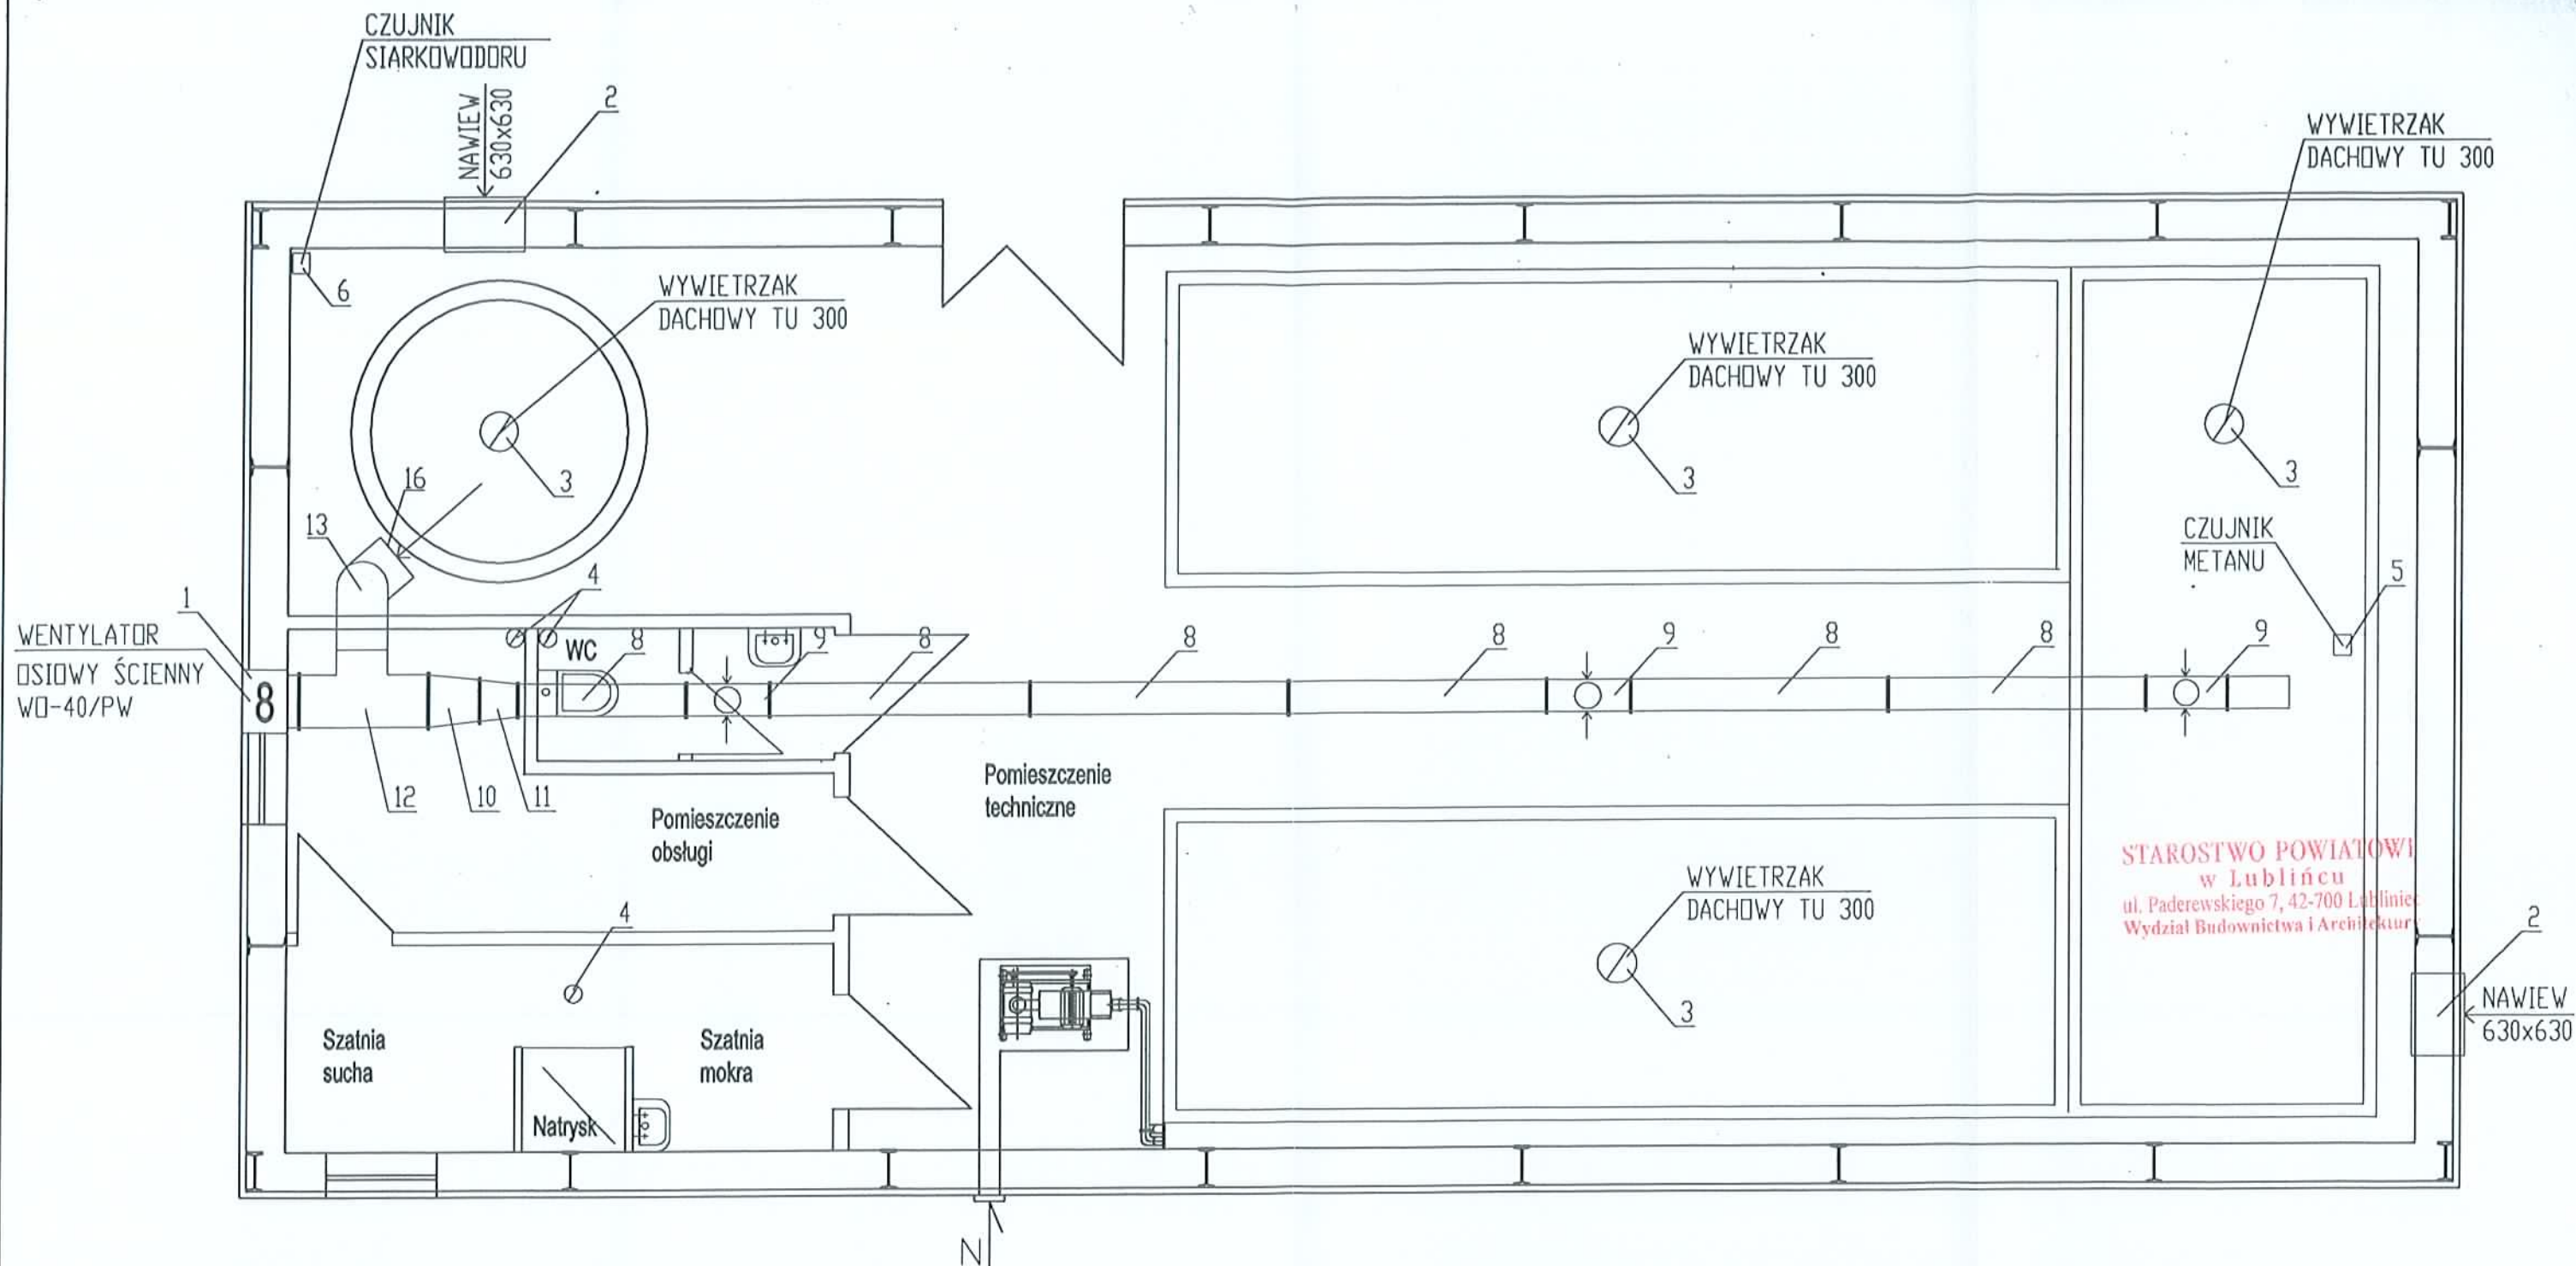 CZUJNIK
SIARKOWODORU
NAWIEW
630x630
2
WYWIETRZAK
DACHOWY TU 300
6
WYWIETRZAK
DACHOWY TU 300
3
WYWIETRZAK
DACHOWY TU 300
3
3
16
13
CZUJNIK
METANU
5
4
1
WENTYLATOR
OSIOWY ŚCIENNY
WO-40/PW
8
WC
8
9
8
8
8
9
8
8
9
12
10
11
Pomieszczenie
techniczne
Pomieszczenie
obsługi
WYWIETRZAK
DACHOWY TU 300
3
STAROSTWO POWIATOWE
w Lublińcu
ul. Paderewskiego 7, 42-700 Lubliniec
Wydział Budownictwa i Architektury
2
NAWIEW
630x630
4
Szatnia
sucha
Szatnia
mokra
Natrysk
N